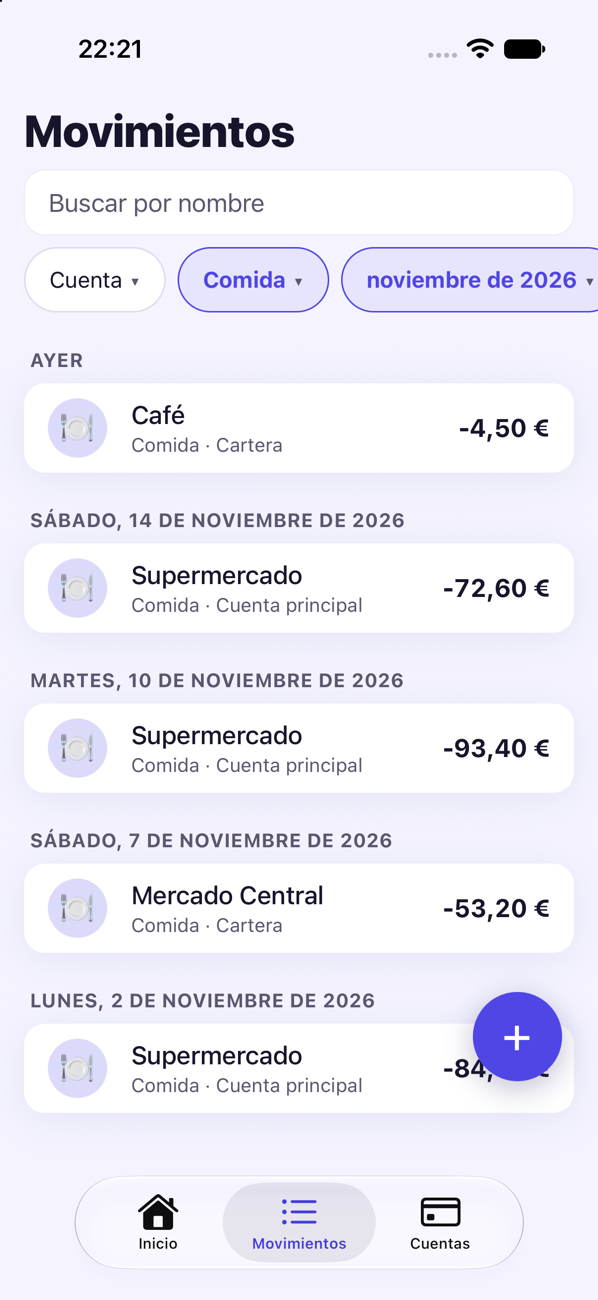 22:21
Movimientos
Buscar por nombre
Cuenta ▾
Comida ▾
noviembre de 2026 ▾
AYER
Café
-4,50 €
Comida · Cartera
SÁBADO, 14 DE NOVIEMBRE DE 2026
Supermercado
-72,60 €
Comida · Cuenta principal
MARTES, 10 DE NOVIEMBRE DE 2026
Supermercado
-93,40 €
Comida · Cuenta principal
SÁBADO, 7 DE NOVIEMBRE DE 2026
Mercado Central
-53,20 €
Comida · Cartera
LUNES, 2 DE NOVIEMBRE DE 2026
Supermercado
Comida · Cuenta principal
+
Inicio
Movimientos
Cuentas